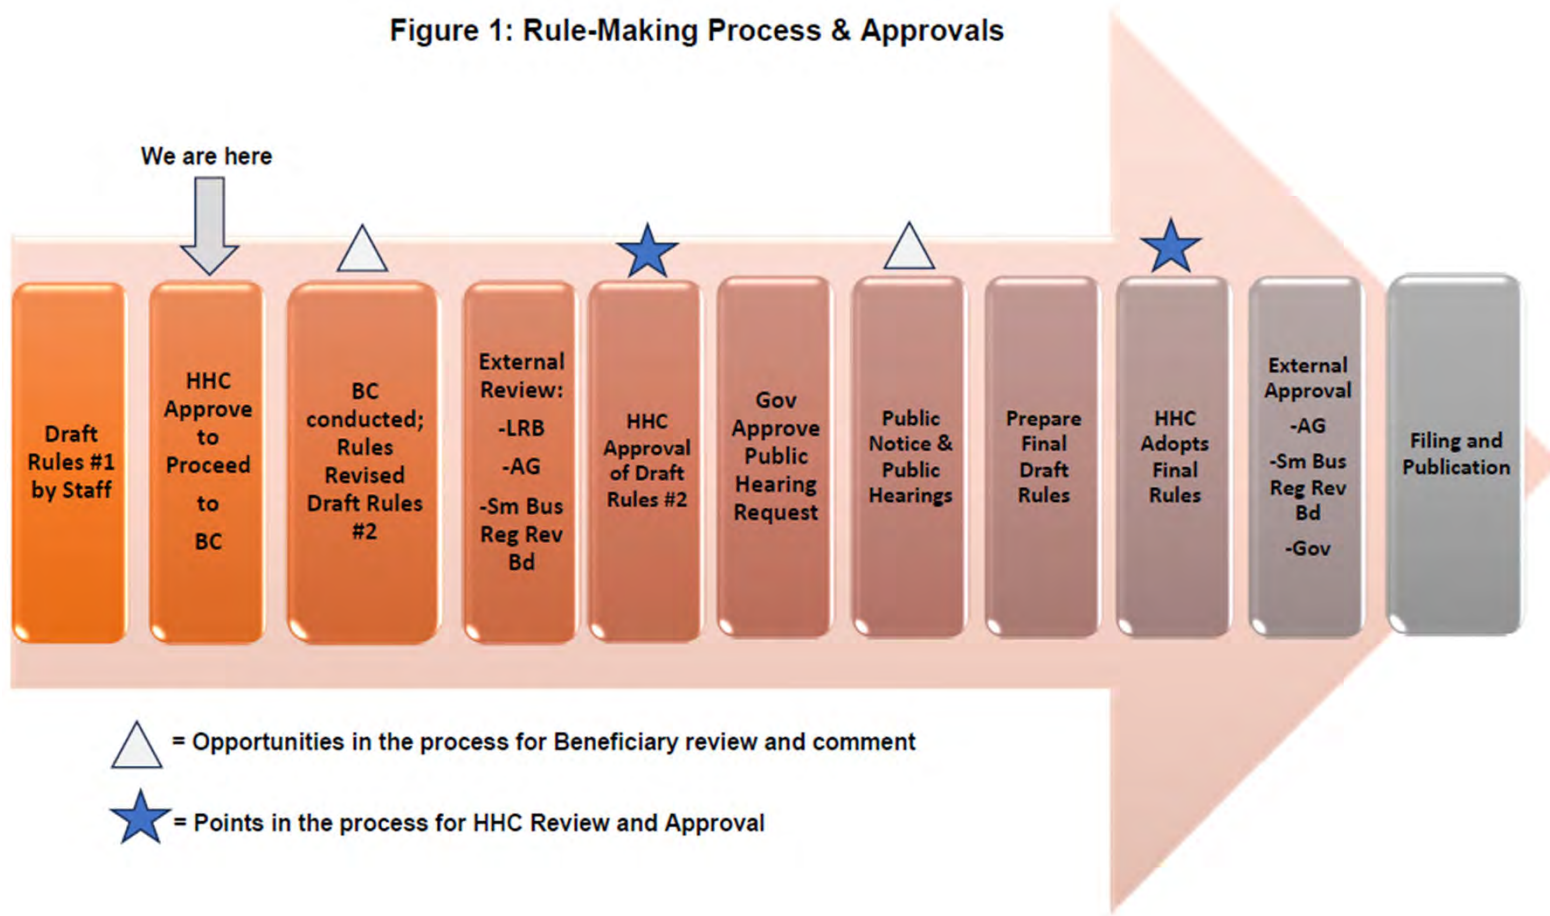 Figure 1: Rule-Making Process & Approvals
We are here
Draft
Rules #1
by Staff
HHC
Approve
to
Proceed
to
BC
BC
conducted;
Rules
Revised
Draft Rules
#2
External
Review:
-LRB
-AG
-Sm Bus
Reg Rev
Bd
HHC
Approval
of Draft
Rules #2
Gov
Approve
Public
Hearing
Request
Public
Notice &
Public
Hearings
Prepare
Final
Draft
Rules
HHC
Adopts
Final
Rules
External
Approval
-AG
-Sm Bus
Reg Rev
Bd
-Gov
Filing and
Publication
= Opportunities in the process for Beneficiary review and comment
= Points in the process for HHC Review and Approval